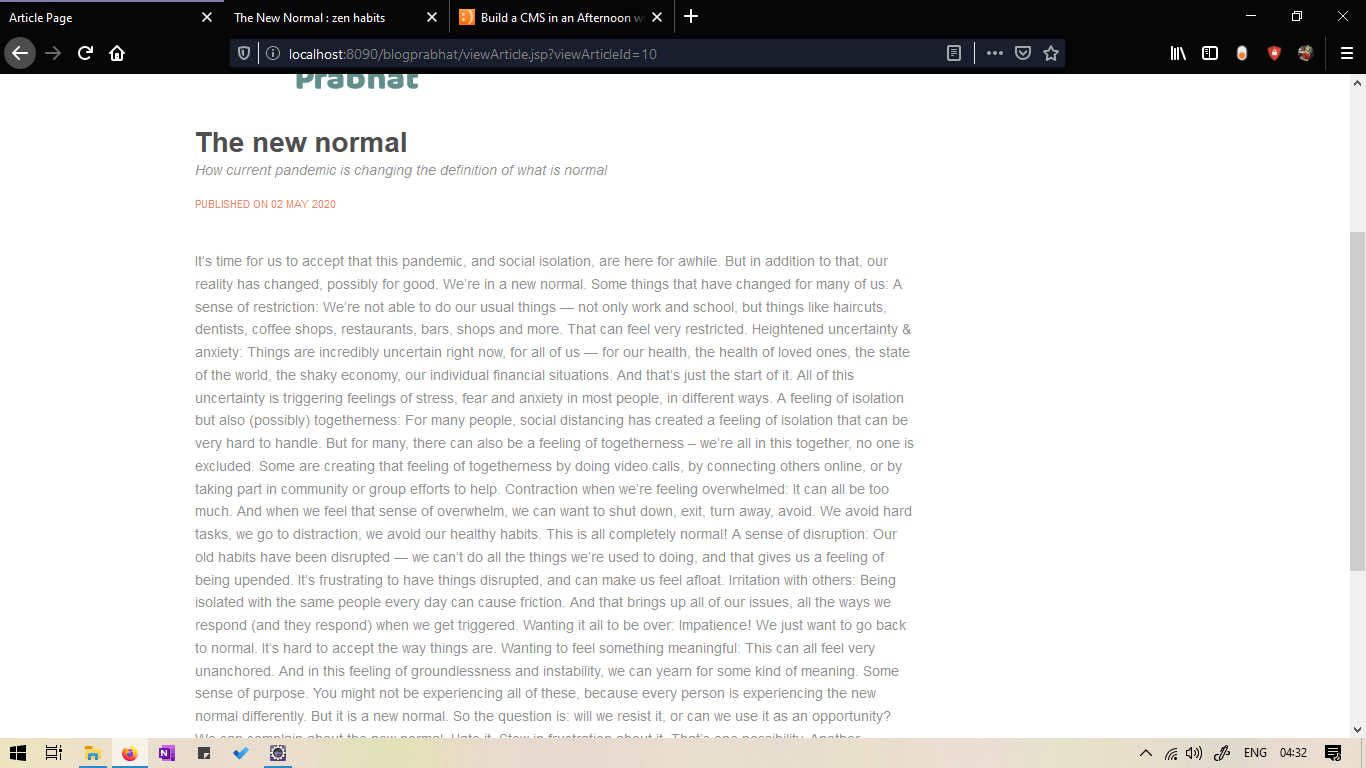 Article Page
The New Normal : zen habits
Build a CMS in an Afternoon w
localhost:8090/blogprabhat/viewArticle.jsp?viewArticleId=10
Prabhat
The new normal
How current pandemic is changing the definition of what is normal
PUBLISHED ON 02 MAY 2020
It’s time for us to accept that this pandemic, and social isolation, are here for awhile. But in addition to that, our
reality has changed, possibly for good. We’re in a new normal. Some things that have changed for many of us: A
sense of restriction: We’re not able to do our usual things — not only work and school, but things like haircuts,
dentists, coffee shops, restaurants, bars, shops and more. That can feel very restricted. Heightened uncertainty &
anxiety: Things are incredibly uncertain right now, for all of us — for our health, the health of loved ones, the state
of the world, the shaky economy, our individual financial situations. And that’s just the start of it. All of this
uncertainty is triggering feelings of stress, fear and anxiety in most people, in different ways. A feeling of isolation
but also (possibly) togetherness: For many people, social distancing has created a feeling of isolation that can be
very hard to handle. But for many, there can also be a feeling of togetherness – we’re all in this together, no one is
excluded. Some are creating that feeling of togetherness by doing video calls, by connecting others online, or by
taking part in community or group efforts to help. Contraction when we’re feeling overwhelmed: It can all be too
much. And when we feel that sense of overwhelm, we can want to shut down, exit, turn away, avoid. We avoid hard
tasks, we go to distraction, we avoid our healthy habits. This is all completely normal! A sense of disruption: Our
old habits have been disrupted — we can’t do all the things we’re used to doing, and that gives us a feeling of
being upended. It’s frustrating to have things disrupted, and can make us feel afloat. Irritation with others: Being
isolated with the same people every day can cause friction. And that brings up all of our issues, all the ways we
respond (and they respond) when we get triggered. Wanting it all to be over: Impatience! We just want to go back
to normal. It’s hard to accept the way things are. Wanting to feel something meaningful: This can all feel very
unanchored. And in this feeling of groundlessness and instability, we can yearn for some kind of meaning. Some
sense of purpose. You might not be experiencing all of these, because every person is experiencing the new
normal differently. But it is a new normal. So the question is: will we resist it, or can we use it as an opportunity?
We can complain about the new normal. Hate it. Stew in frustration about it. That’s one possibility. Another
ENG
04:32